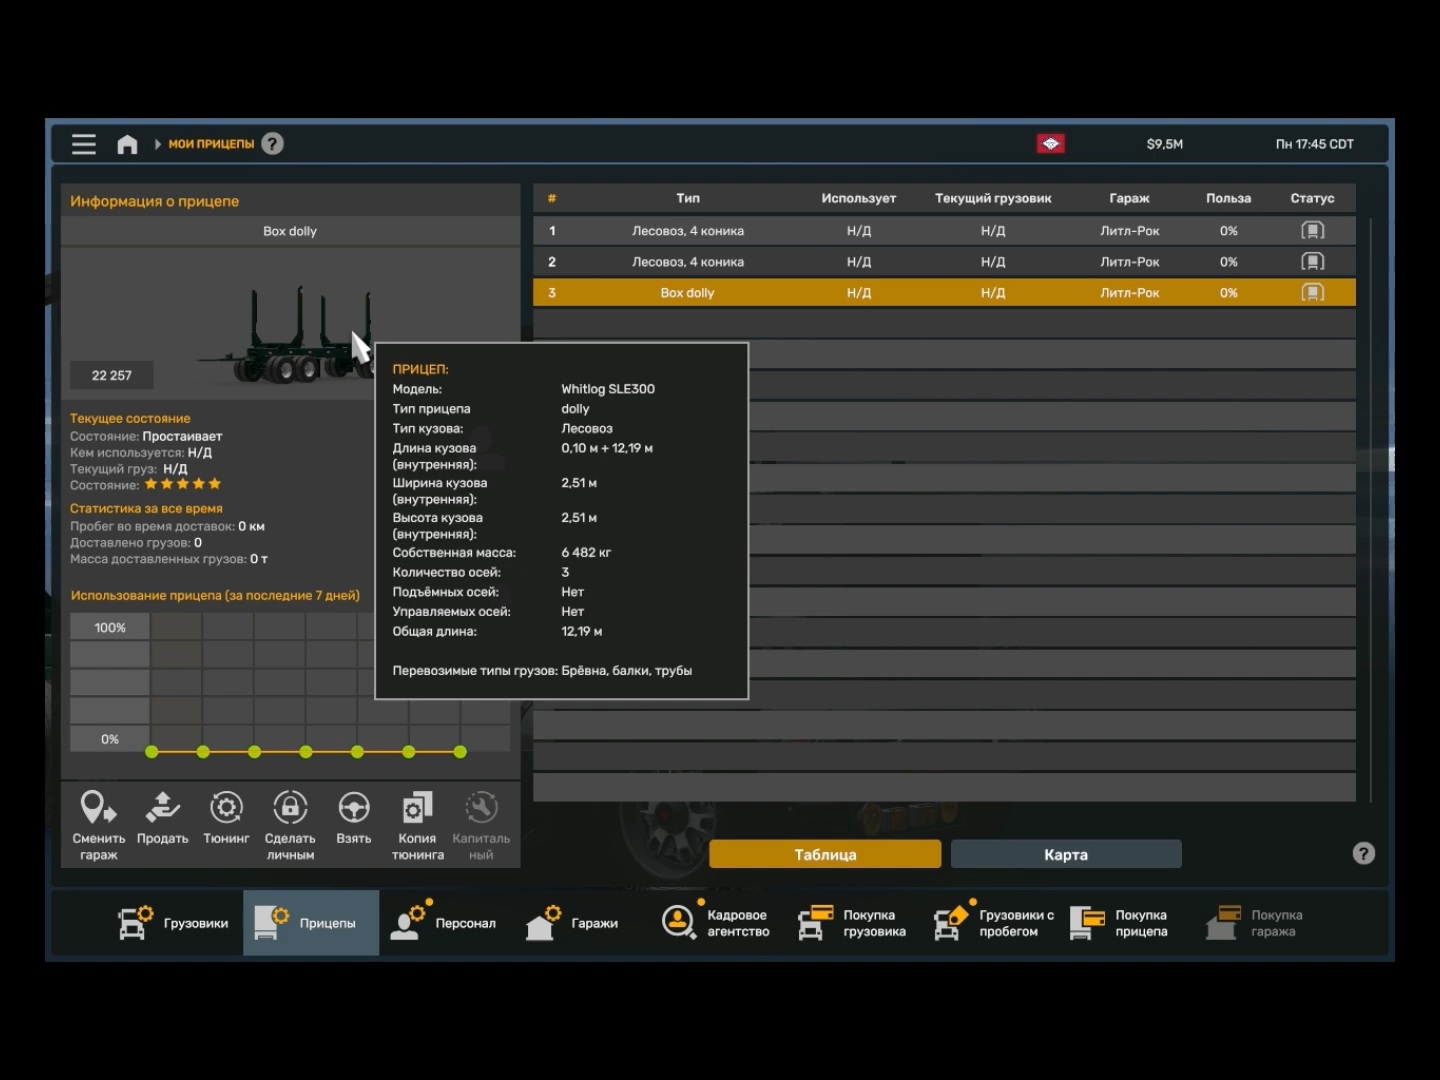 МОИ ПРИЦЕПЫ ?
$9,5M
Пн 17:45 CDT
Информация о прицепе
Box dolly
22 257
Текущее состояние
Состояние: Простаивает
Кем используется: Н/Д
Текущий груз: Н/Д
Состояние:
Статистика за все время
Пробег во время доставок: 0 км
Доставлено грузов: 0
Масса доставленных грузов: 0 т
Использование прицепа (за последние 7 дней)
100%
0%
Сменить гараж
Продать
Тюнинг
Сделать личным
Взять
Копия тюнинга
Капиталь ный
# Тип Использует Текущий грузовик Гараж Польза Статус
1 Лесовоз, 4 коника Н/Д Н/Д Литл-Рок 0%
2 Лесовоз, 4 коника Н/Д Н/Д Литл-Рок 0%
3 Box dolly Н/Д Н/Д Литл-Рок 0%
ПРИЦЕП:
Модель: Whitlog SLE300
Тип прицепа dolly
Тип кузова: Лесовоз
Длина кузова 0,10 м + 12,19 м
(внутренняя):
Ширина кузова 2,51 м
(внутренняя):
Высота кузова 2,51 м
(внутренняя):
Собственная масса: 6 482 кг
Количество осей: 3
Подъёмных осей: Нет
Управляемых осей: Нет
Общая длина: 12,19 м
Перевозимые типы грузов: Брёвна, балки, трубы
Таблица
Карта
?
Грузовики
Прицепы
Персонал
Гаражи
Кадровое агентство
Покупка грузовика
Грузовики с пробегом
Покупка прицепа
Покупка гаража